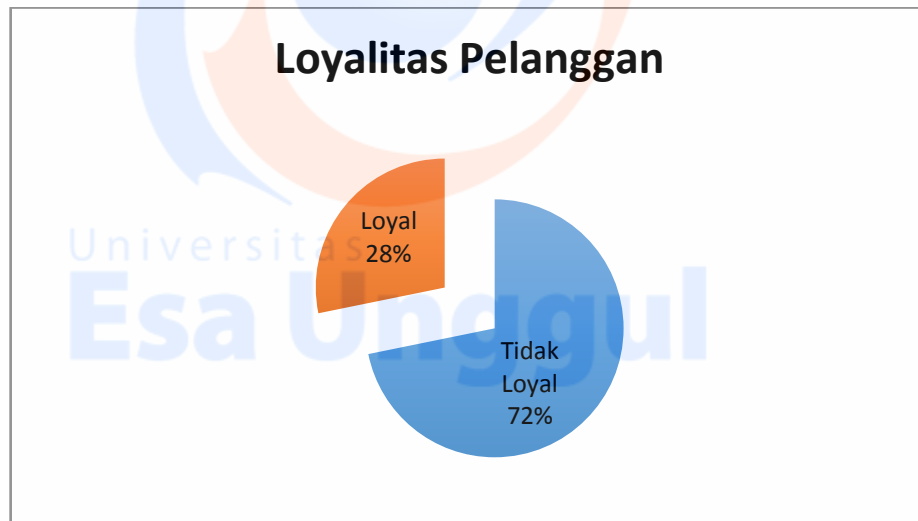 Loyalitas Pelanggan
Loyal
28%
Universitas
Esa Unggul
Tidak
Loyal
72%